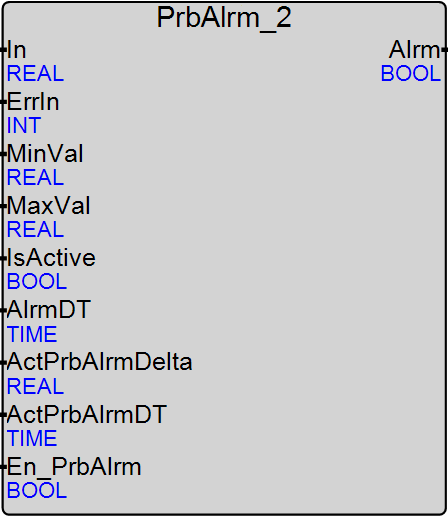 PrbAlrm_2
In
Alrm
REAL
BOOL
ErrIn
INT
MinVal
REAL
MaxVal
REAL
IsActive
BOOL
AlrmDT
TIME
ActPrbAlrmDelta
REAL
ActPrbAlrmDT
TIME
En_PrbAlrm
BOOL